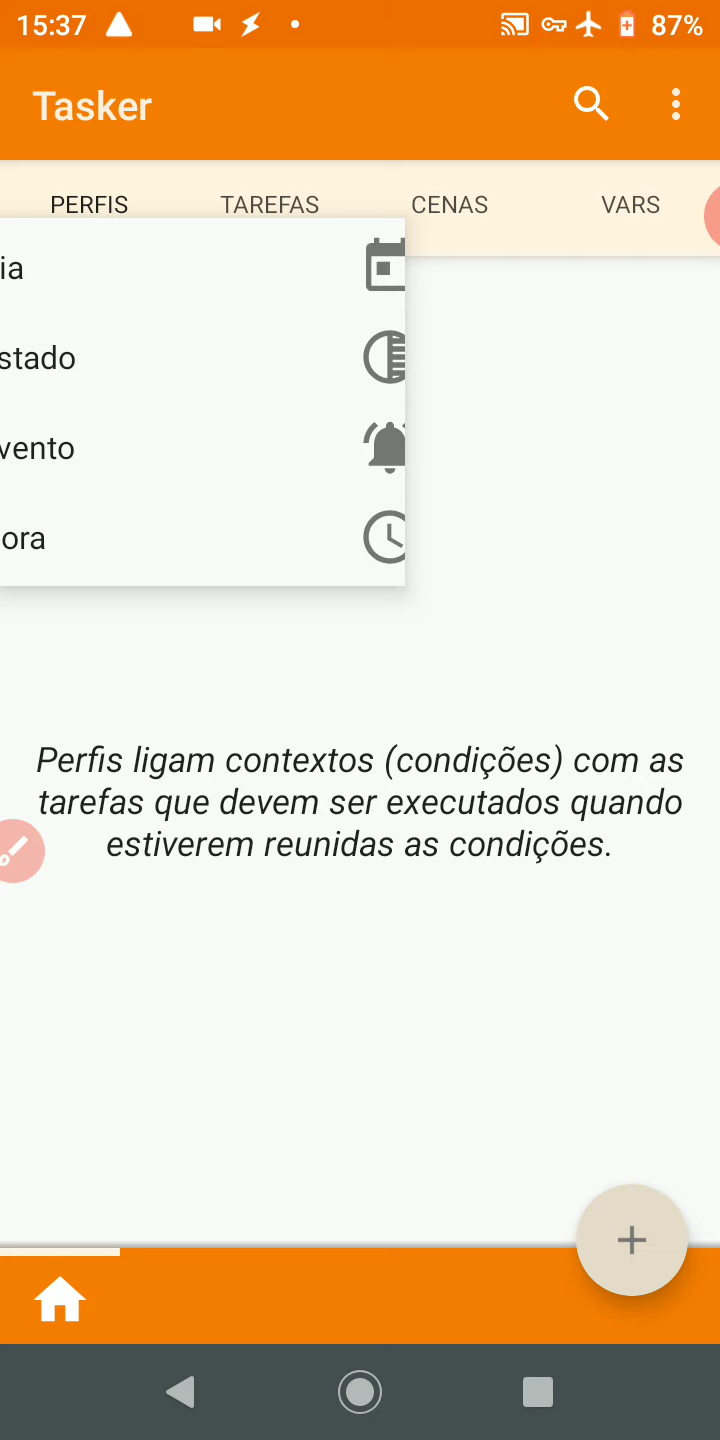 15:37
87%
Tasker
PERFIS TAREFAS CENAS VARS
ia
stado
vento
ora
Perfis ligam contextos (condições) com as
tarefas que devem ser executados quando
estiverem reunidas as condições.